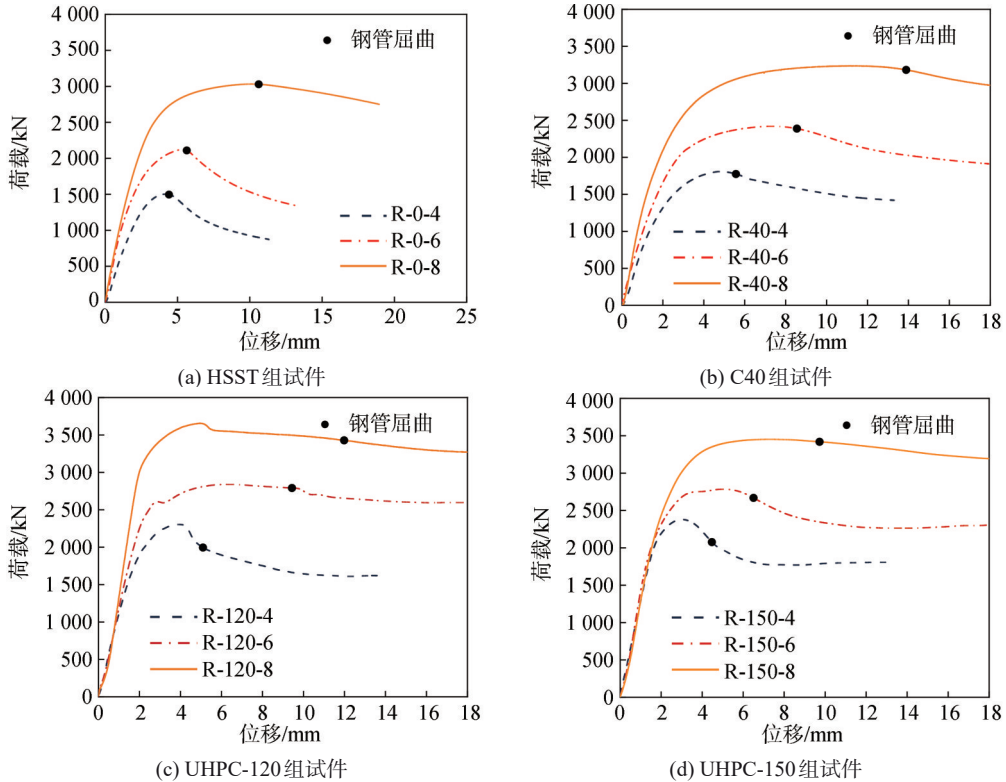 4 000
3 500
3 000
2 500
2 000
1 500
1 000
500
0
荷载/kN
钢管屈曲
R-0-4
R-0-6
R-0-8
0 5 10 15 20 25
位移/mm
(a) HSST组试件
4 000
3 500
3 000
2 500
2 000
1 500
1 000
500
0
荷载/kN
钢管屈曲
R-40-4
R-40-6
R-40-8
0 2 4 6 8 10 12 14 16 18
位移/mm
(b) C40组试件
4 000
3 500
3 000
2 500
2 000
1 500
1 000
500
0
荷载/kN
钢管屈曲
R-120-4
R-120-6
R-120-8
0 2 4 6 8 10 12 14 16 18
位移/mm
(c) UHPC-120组试件
4 000
3 500
3 000
2 500
2 000
1 500
1 000
500
0
荷载/kN
钢管屈曲
R-150-4
R-150-6
R-150-8
0 2 4 6 8 10 12 14 16 18
位移/mm
(d) UHPC-150组试件